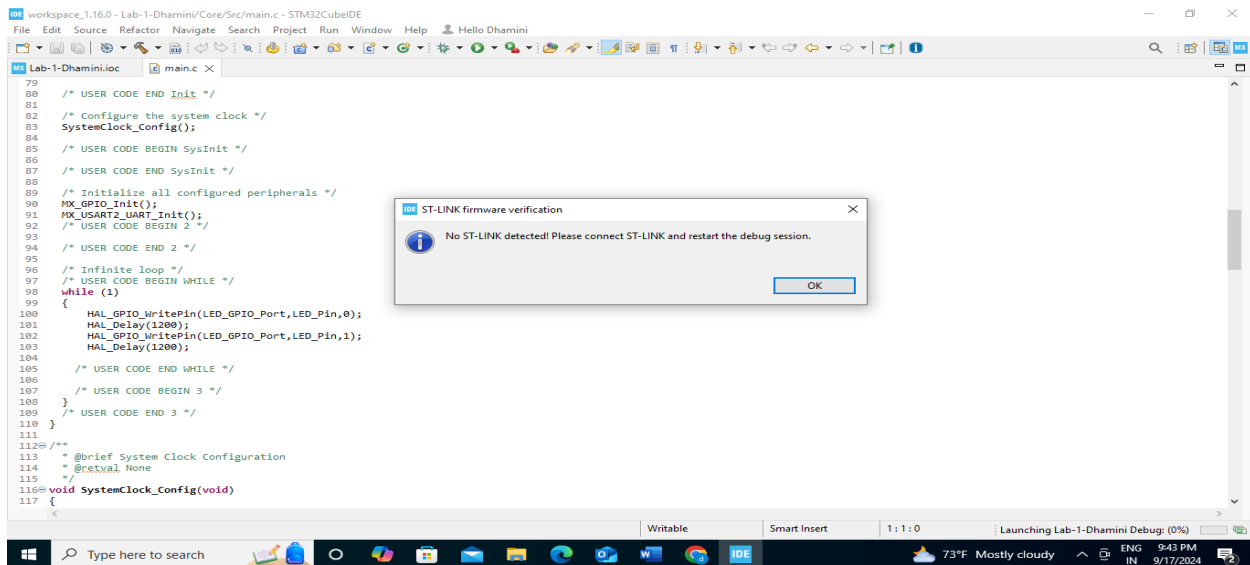 IDE workspace_1.16.0 - Lab-1-Dhamini/Core/Src/main.c - STM32CubeIDE
File Edit Source Refactor Navigate Search Project Run Window Help Hello Dhamini
MX Lab-1-Dhamini.ioc main.c
79
80 /* USER CODE END Init */
81
82 /* Configure the system clock */
83 SystemClock_Config();
84
85 /* USER CODE BEGIN SysInit */
86
87 /* USER CODE END SysInit */
88
89 /* Initialize all configured peripherals */
90 MX_GPIO_Init();
91 MX_USART2_UART_Init();
92 /* USER CODE BEGIN 2 */
93
94 /* USER CODE END 2 */
95
96 /* Infinite loop */
97 /* USER CODE BEGIN WHILE */
98 while (1)
99 {
100 HAL_GPIO_WritePin(LED_GPIO_Port,LED_Pin,0);
101 HAL_Delay(1200);
102 HAL_GPIO_WritePin(LED_GPIO_Port,LED_Pin,1);
103 HAL_Delay(1200);
104
105 /* USER CODE END WHILE */
106
107 /* USER CODE BEGIN 3 */
108 }
109 /* USER CODE END 3 */
110 }
111
112 /**
113 * @brief System Clock Configuration
114 * @retval None
115 */
116 void SystemClock_Config(void)
117 {
IDE ST-LINK firmware verification
No ST-LINK detected! Please connect ST-LINK and restart the debug session.
OK
Writable Smart Insert 1 : 1 : 0 Launching Lab-1-Dhamini Debug: (0%)
Type here to search IDE 73°F Mostly cloudy ENG IN 9:43 PM 9/17/2024 2